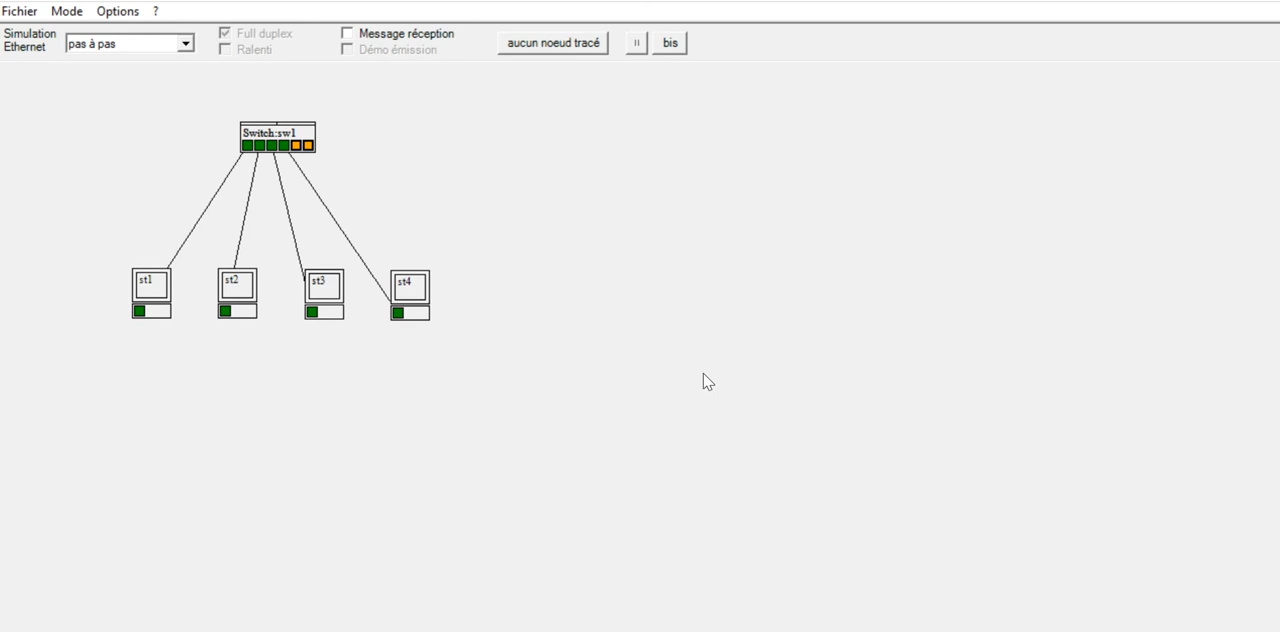 Fichier Mode Options ?
Simulation Ethernet
pas à pas
Full duplex
Ralenti
Message réception
Démo émission
aucun noeud tracé
II
bis
Switch:sw1
st1
st2
st3
st4